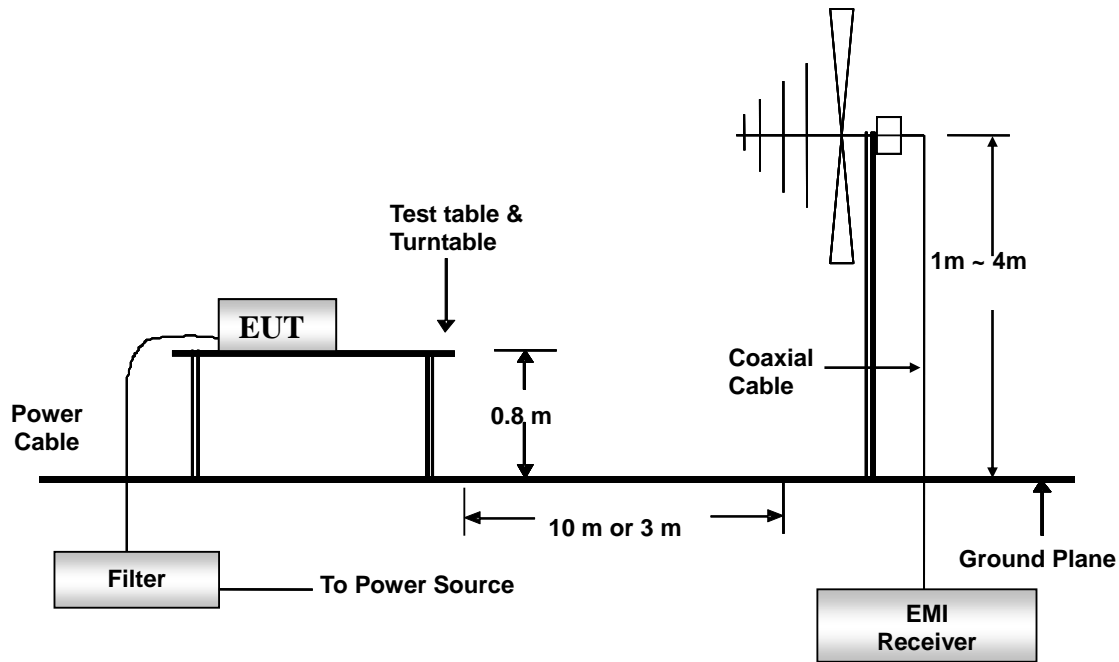 Test table &
Turntable
1m ~ 4m
EUT
Coaxial
Cable
0.8 m
Power
Cable
10 m or 3 m
Ground Plane
Filter
To Power Source
EMI
Receiver